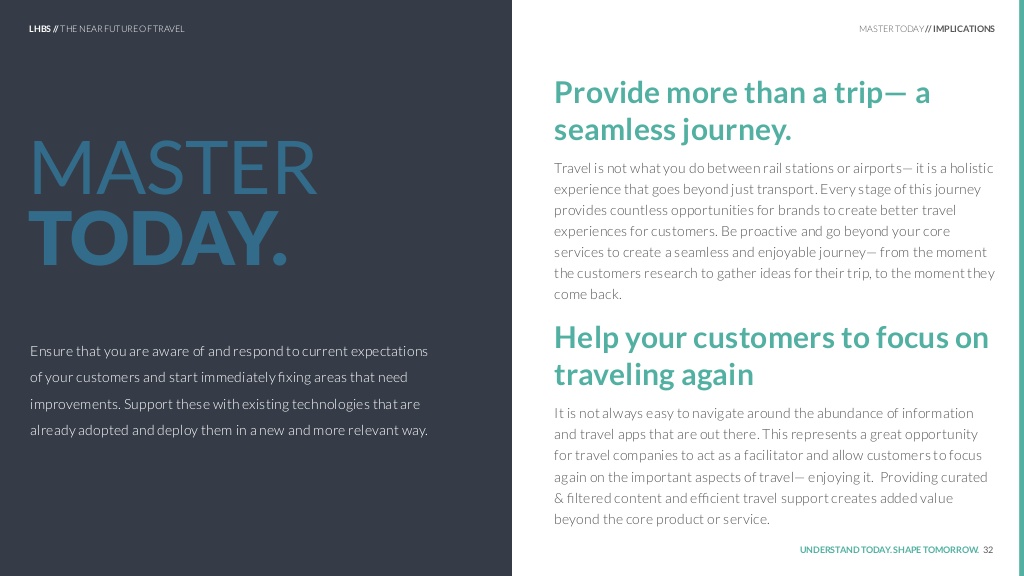 LHBS // THE NEAR FUTURE OF TRAVEL
MASTER
TODAY.
Ensure that you are aware of and respond to current expectations
of your customers and start immediately fixing areas that need
improvements. Support these with existing technologies that are
already adopted and deploy them in a new and more relevant way.
MASTER TODAY // IMPLICATIONS
Provide more than a trip— a
seamless journey.
Travel is not what you do between rail stations or airports— it is a holistic
experience that goes beyond just transport. Every stage of this journey
provides countless opportunities for brands to create better travel
experiences for customers. Be proactive and go beyond your core
services to create a seamless and enjoyable journey— from the moment
the customers research to gather ideas for their trip, to the moment they
come back.
Help your customers to focus on
traveling again
It is not always easy to navigate around the abundance of information
and travel apps that are out there. This represents a great opportunity
for travel companies to act as a facilitator and allow customers to focus
again on the important aspects of travel— enjoying it.  Providing curated
& filtered content and efficient travel support creates added value
beyond the core product or service.
UNDERSTAND TODAY. SHAPE TOMORROW. 32